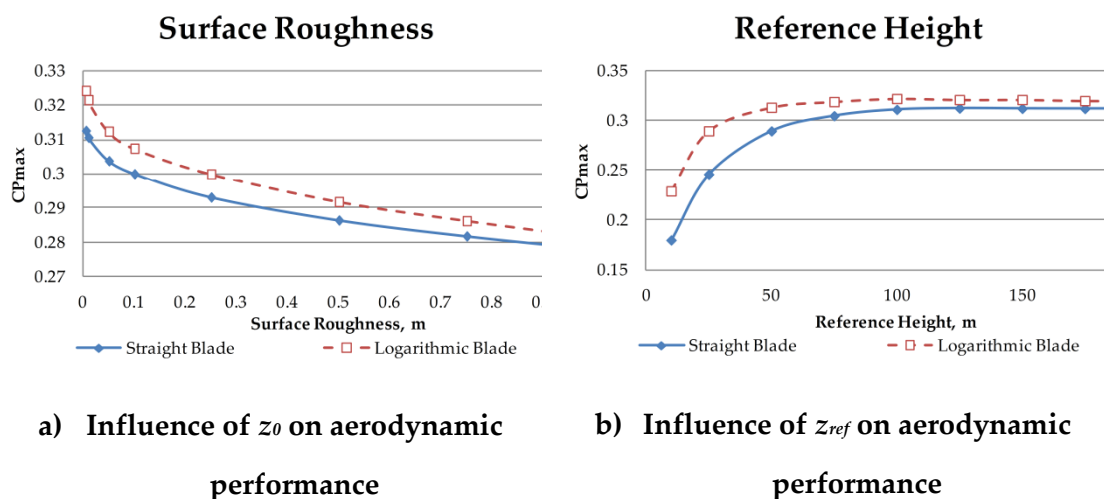 Surface Roughness
0.33
0.32
0.31
0.3
0.29
0.28
0.27
CPmax
0 0.1 0.2 0.3 0.4 0.5 0.6 0.7 0.8 0
Surface Roughness, m
Straight Blade Logarithmic Blade
a) Influence of z0 on aerodynamic
performance
Reference Height
0.35
0.3
0.25
0.2
0.15
CPmax
0 50 100 150
Reference Height, m
Straight Blade Logarithmic Blade
b) Influence of zref on aerodynamic
performance